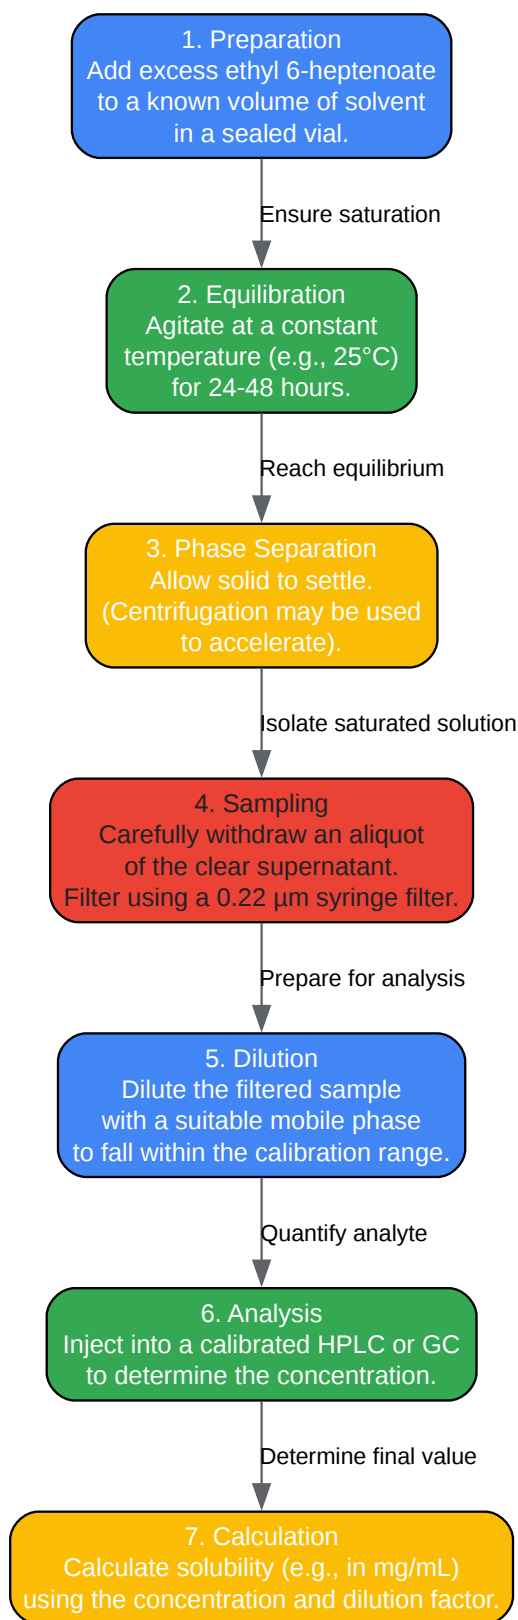 1. Preparation
Add excess ethyl 6-heptenoate
to a known volume of solvent
in a sealed vial.
Ensure saturation
2. Equilibration
Agitate at a constant
temperature (e.g., 25°C)
for 24-48 hours.
Reach equilibrium
3. Phase Separation
Allow solid to settle.
(Centrifugation may be used
to accelerate).
Isolate saturated solution
4. Sampling
Carefully withdraw an aliquot
of the clear supernatant.
Filter using a 0.22 µm syringe filter.
Prepare for analysis
5. Dilution
Dilute the filtered sample
with a suitable mobile phase
to fall within the calibration range.
Quantify analyte
6. Analysis
Inject into a calibrated HPLC or GC
to determine the concentration.
Determine final value
7. Calculation
Calculate solubility (e.g., in mg/mL)
using the concentration and dilution factor.